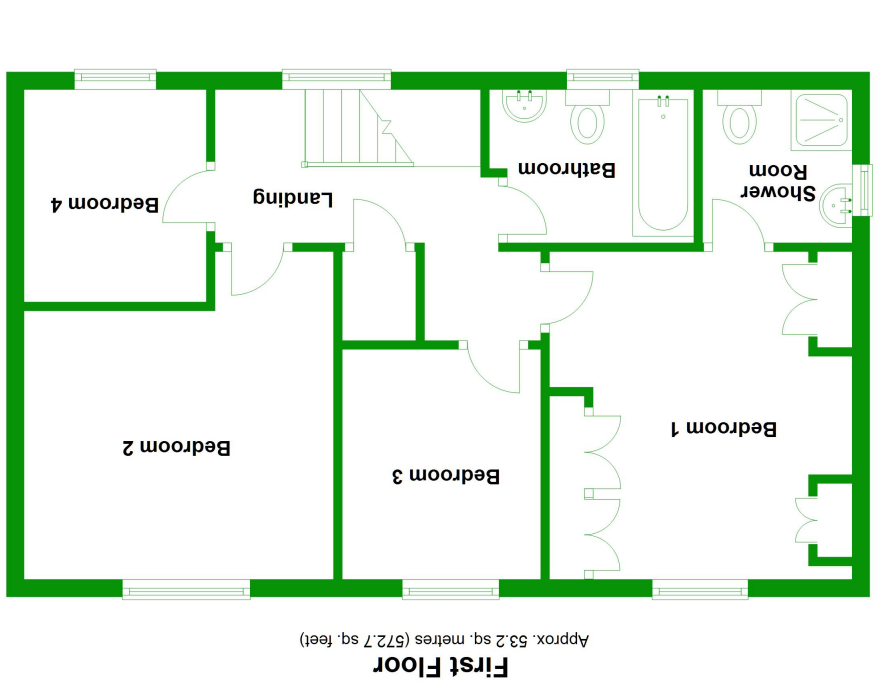 First Floor
Approx. 53.2 sq. metres (572.7 sq. feet)
Bedroom 1
Bedroom 3
Bedroom 2
Landing
Bedroom 4
Shower
Room
Bathroom